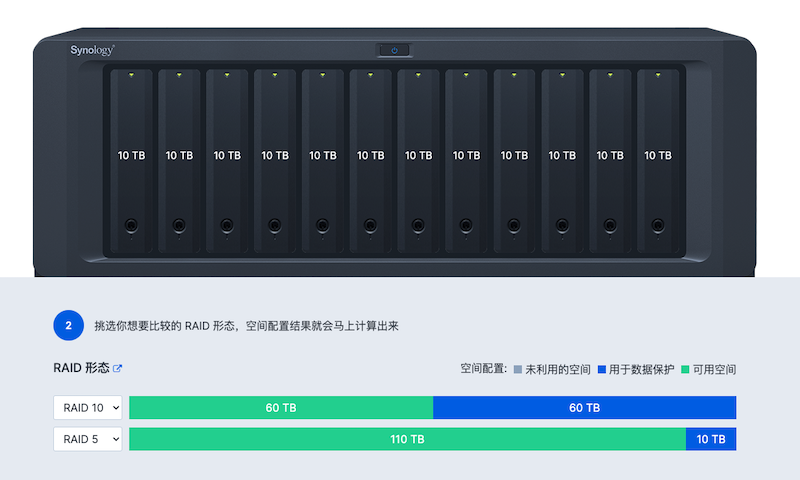 Synology
10 TB 10 TB 10 TB 10 TB 10 TB 10 TB 10 TB 10 TB 10 TB 10 TB 10 TB 10 TB
2 挑选你想要比较的 RAID 形态，空间配置结果就会马上计算出来
RAID 形态 空间配置: 未利用的空间 用于数据保护 可用空间
RAID 10 60 TB 60 TB
RAID 5 110 TB 10 TB